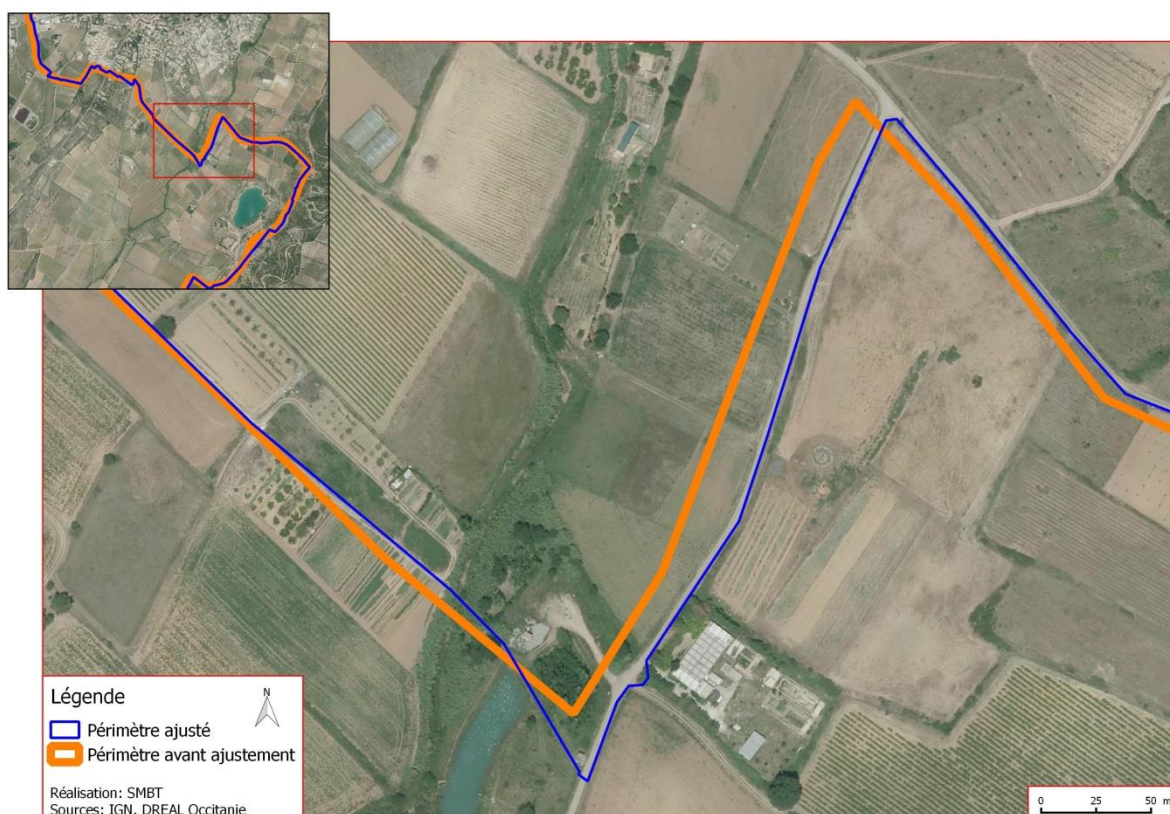 Légende
N
Périmètre ajusté
Périmètre avant ajustement
Réalisation: SMBT
Sources: IGN, DREAL Occitanie
0 25 50 m